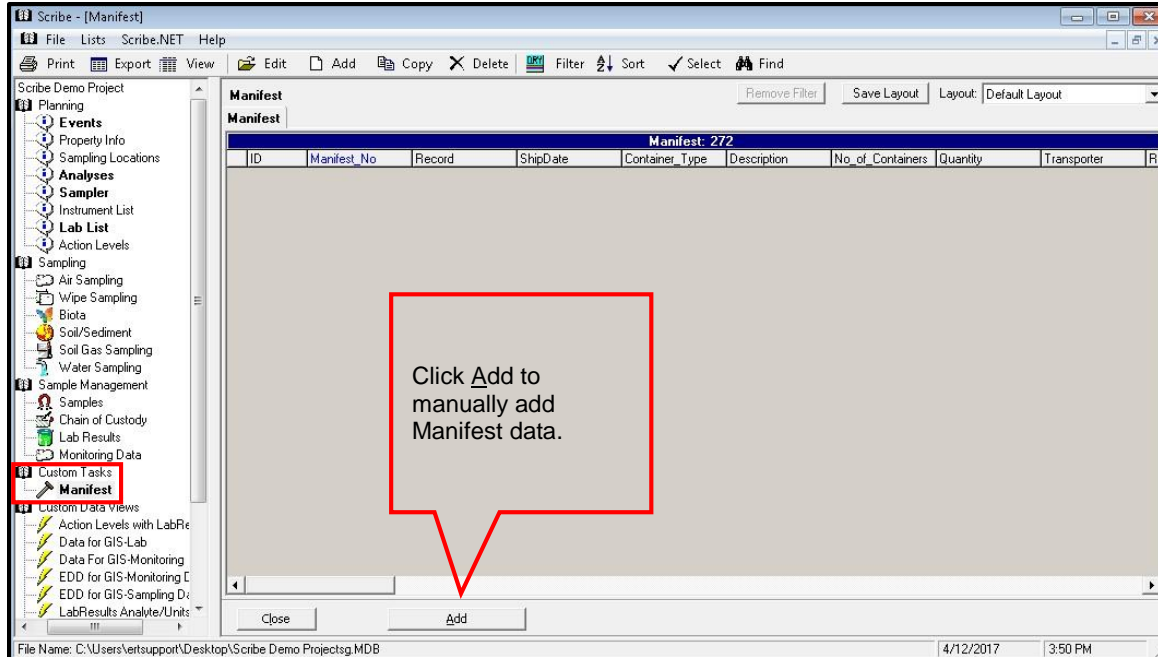 Scribe - [Manifest]
File Lists Scribe.NET Help
Print Export View Edit Add Copy Delete QRY Filter Sort Select Find
Scribe Demo Project
Planning
Events
Property Info
Sampling Locations
Analyses
Sampler
Instrument List
Lab List
Action Levels
Sampling
Air Sampling
Wipe Sampling
Biota
Soil/Sediment
Soil Gas Sampling
Water Sampling
Sample Management
Samples
Chain of Custody
Lab Results
Monitoring Data
Custom Tasks
Manifest
Custom Data Views
Action Levels with LabRe
Data for GIS-Lab
Data For GIS-Monitoring
EDD for GIS-Monitoring D
EDD for GIS-Sampling Da
LabResults Analyte/Units
Manifest
Remove Filter Save Layout Layout: Default Layout
Manifest
Manifest: 272
ID Manifest_No Record ShipDate Container_Type Description No_of_Containers Quantity Transporter R
Click Add to
manually add
Manifest data.
Close Add
File Name: C:\Users\ertsupport\Desktop\Scribe Demo Projectsg.MDB 4/12/2017 3:50 PM